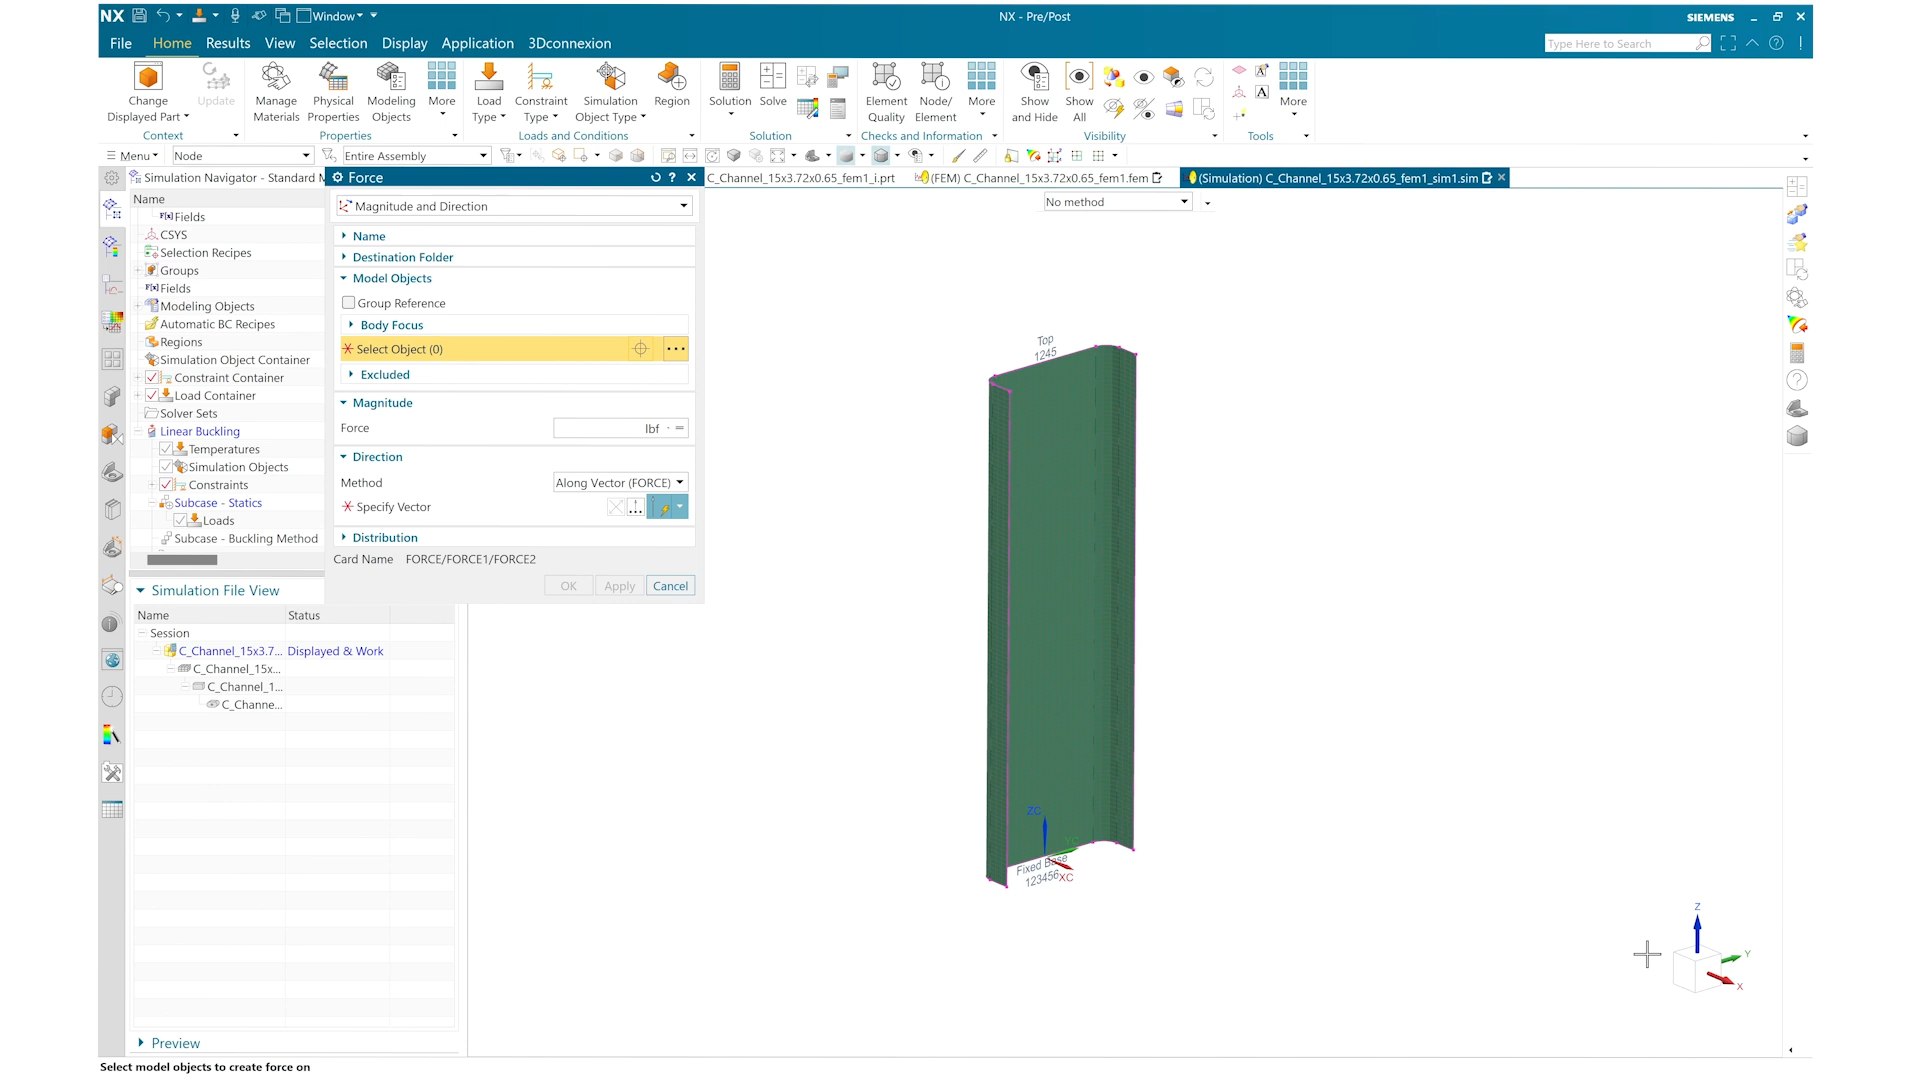 NX
Window
NX - Pre/Post
SIEMENS
File
Home
Results
View
Selection
Display
Application
3Dconnexion
Type Here to Search
Change
Displayed Part
Update
Manage
Materials
Physical
Properties
Modeling
Objects
More
Load
Type
Constraint
Type
Simulation
Object Type
Region
Solution
Solve
Element
Quality
Node/
Element
More
Show
and Hide
Show
All
More
Context
Properties
Loads and Conditions
Solution
Checks and Information
Visibility
Tools
Menu
Node
Entire Assembly
Simulation Navigator - Standard
Name
Fields
CSYS
Selection Recipes
Groups
Fields
Modeling Objects
Automatic BC Recipes
Regions
Simulation Object Container
Constraint Container
Load Container
Solver Sets
Linear Buckling
Temperatures
Simulation Objects
Constraints
Subcase - Statics
Loads
Subcase - Buckling Method
Force
Magnitude and Direction
Name
Destination Folder
Model Objects
Group Reference
Body Focus
Select Object (0)
Excluded
Magnitude
Force
lbf
Direction
Method
Along Vector (FORCE)
Specify Vector
Distribution
Card Name FORCE/FORCE1/FORCE2
OK
Apply
Cancel
C_Channel_15x3.72x0.65_fem1_i.prt
(FEM) C_Channel_15x3.72x0.65_fem1.fem
(Simulation) C_Channel_15x3.72x0.65_fem1_sim1.sim
No method
Top
1245
ZC
YC
XC
Fixed Base
123456
Z
Y
X
Simulation File View
Name
Status
Session
C_Channel_15x3.7...
Displayed & Work
C_Channel_15x...
C_Channel_1...
C_Channe...
Preview
Select model objects to create force on